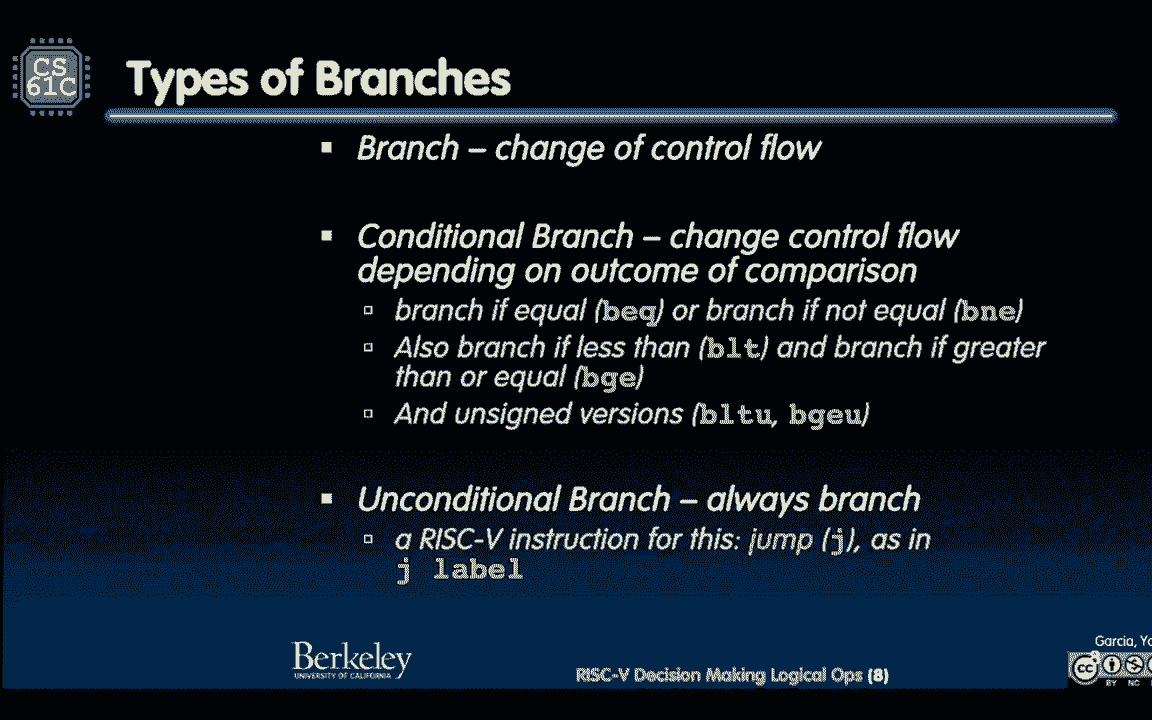 CS
61C
Types of Branches
▪ Branch – change of control flow
▪ Conditional Branch – change control flow
depending on outcome of comparison
▫ branch if equal (beq) or branch if not equal (bne)
▫ Also branch if less than (blt) and branch if greater
than or equal (bge)
▫ And unsigned versions (bltu, bgeu)
▪ Unconditional Branch – always branch
▫ a RISC-V instruction for this: jump (j), as in
j label
Berkeley
UNIVERSITY OF CALIFORNIA
RISC-V Decision Making Logical Ops (8)
Garcia,
cc
BY NC